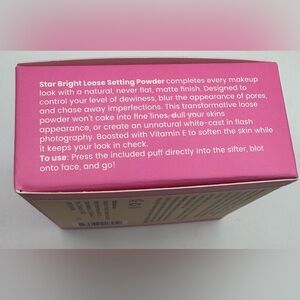 Star Bright Loose Setting Powder completes every makeup
look with a natural, never flat, matte finish. Designed to
control your level of dewiness, blur the appearance of pores,
and chase away imperfections. This transformative loose
powder won't cake into fine lines, dull your skins
appearance, or create an unnatural white-cast in flash
photography. Boosted with Vitamin E to soften the skin while
it keeps your look in check.
To use: Press the included puff directly into the sifter, blot
onto face, and go!